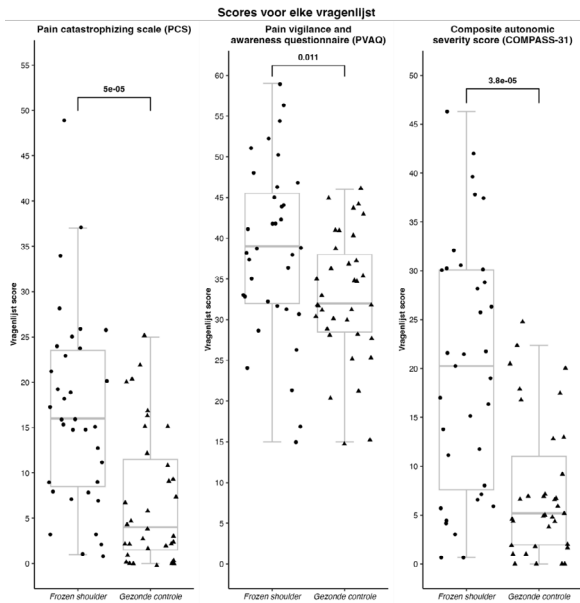 Scores voor elke vragenlijst
Pain catastrophizing scale (PCS)
55
50
45
40
35
30
25
20
15
10
5
0
Vragenlijst score
5e-05
Frozen shoulder
Gezonde controle
Pain vigilance and
awareness questionnaire (PVAQ)
60
55
50
45
40
35
30
25
20
15
10
5
0
Vragenlijst score
0.011
Frozen shoulder
Gezonde controle
Composite autonomic
severity score (COMPASS-31)
50
45
40
35
30
25
20
15
10
5
0
Vragenlijst score
3.8e-05
Frozen shoulder
Gezonde controle